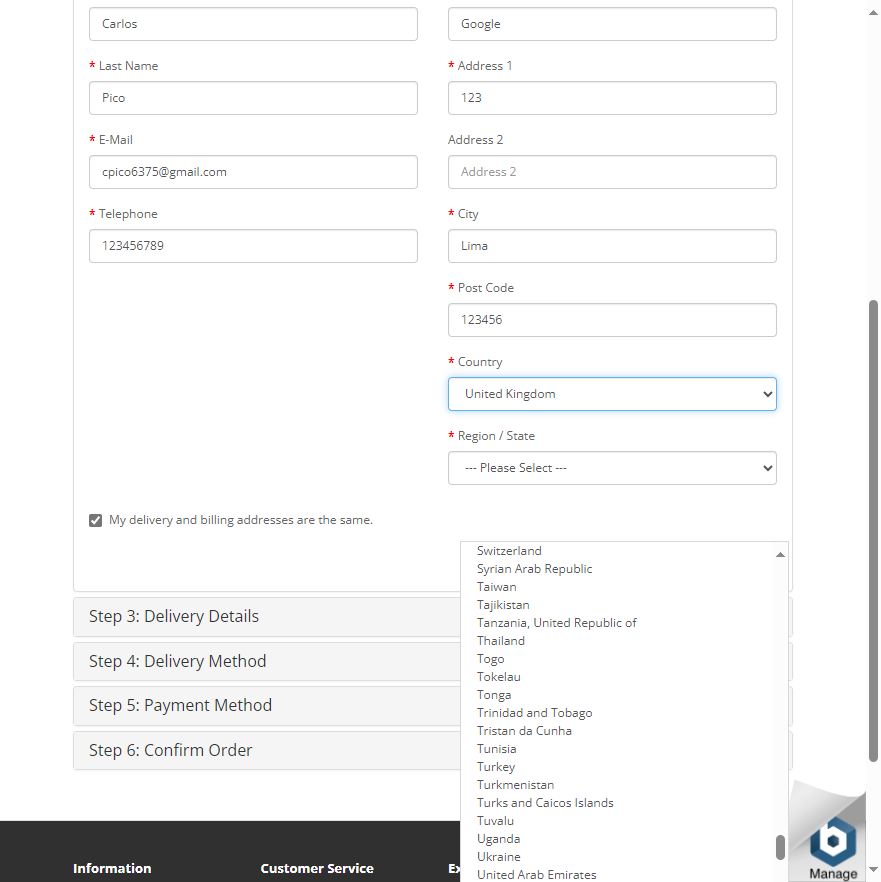 Carlos
Google
* Last Name
* Address 1
Pico
123
* E-Mail
Address 2
cpico6375@gmail.com
Address 2
* Telephone
* City
123456789
Lima
* Post Code
123456
* Country
United Kingdom
* Region / State
--- Please Select ---
My delivery and billing addresses are the same.
Switzerland
Syrian Arab Republic
Taiwan
Tajikistan
Tanzania, United Republic of
Thailand
Togo
Tokelau
Tonga
Trinidad and Tobago
Tristan da Cunha
Tunisia
Turkey
Turkmenistan
Turks and Caicos Islands
Tuvalu
Uganda
Ukraine
United Arab Emirates
Step 3: Delivery Details
Step 4: Delivery Method
Step 5: Payment Method
Step 6: Confirm Order
Information
Customer Service
Ex
b
Manage